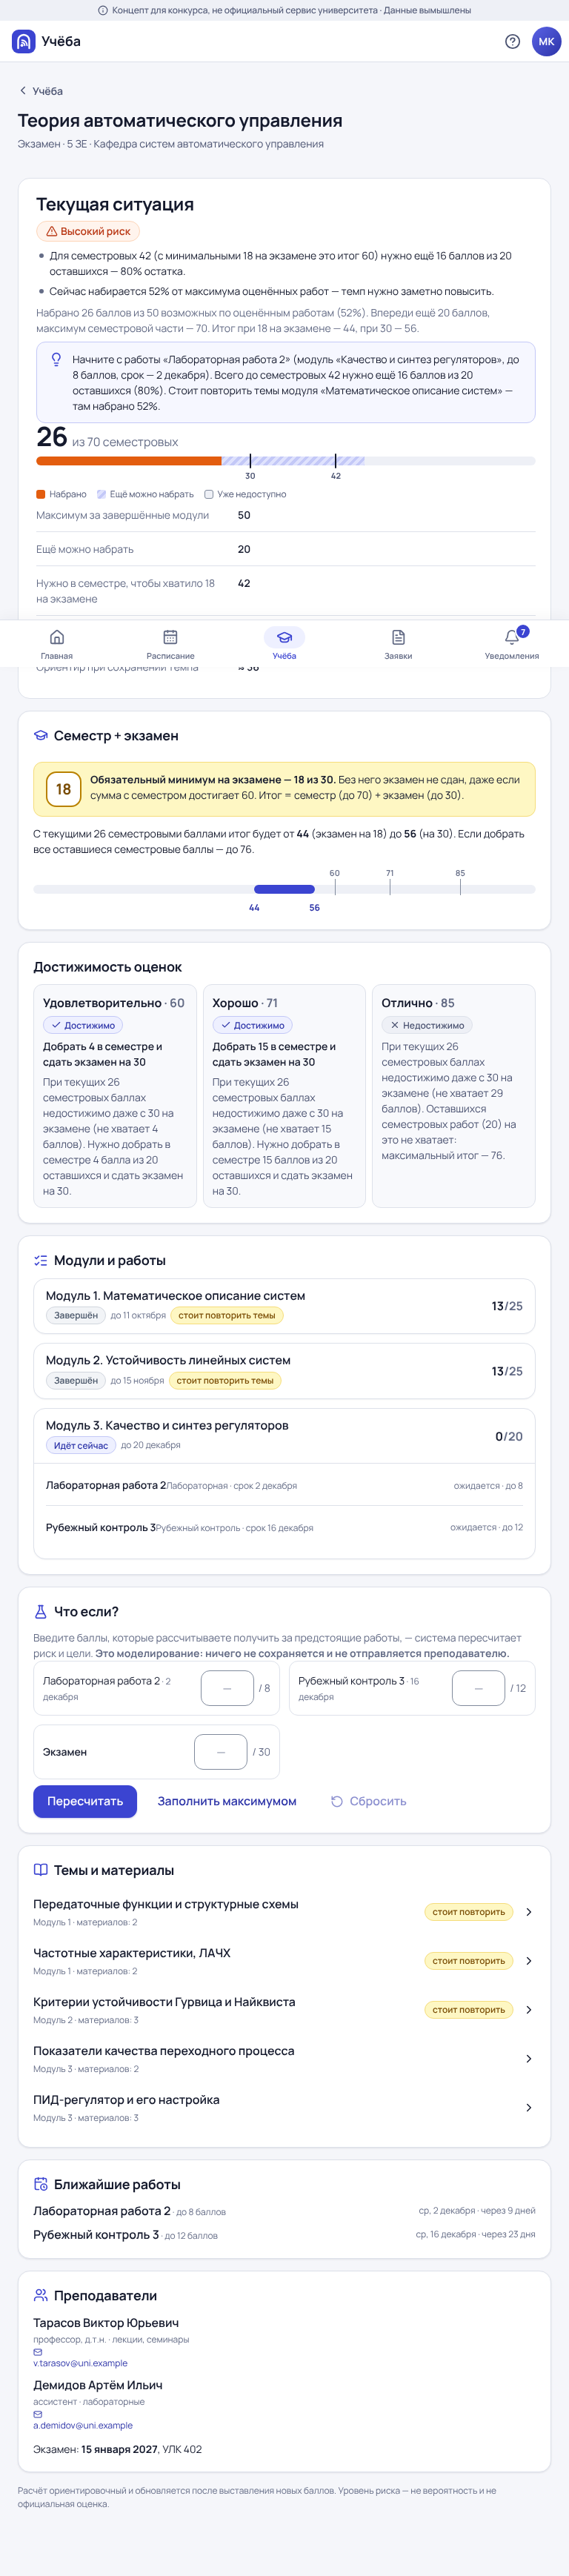 Концепт для конкурса, не официальный сервис университета · Данные вымышлены
Учёба
МК
Учёба
Теория автоматического управления
Экзамен · 5 ЗЕ · Кафедра систем автоматического управления
Текущая ситуация
Высокий риск
Для семестровых 42 (с минимальными 18 на экзамене это итог 60) нужно ещё 16 баллов из 20
оставшихся — 80% остатка.
Сейчас набирается 52% от максимума оценённых работ — темп нужно заметно повысить.
Набрано 26 баллов из 50 возможных по оценённым работам (52%). Впереди ещё 20 баллов,
максимум семестровой части — 70. Итог при 18 на экзамене — 44, при 30 — 56.
Начните с работы «Лабораторная работа 2» (модуль «Качество и синтез регуляторов», до
8 баллов, срок — 2 декабря). Всего до семестровых 42 нужно ещё 16 баллов из 20
оставшихся (80%). Стоит повторить темы модуля «Математическое описание систем» —
там набрано 52%.
26 из 70 семестровых
30
42
Набрано
Ещё можно набрать
Уже недоступно
Максимум за завершённые модули
50
Ещё можно набрать
20
Нужно в семестре, чтобы хватило 18
на экзамене
42
Главная
Расписание
Учёба
Заявки
7
Уведомления
Ориентир при сохранении темпа
≈ 36
Семестр + экзамен
18
Обязательный минимум на экзамене — 18 из 30. Без него экзамен не сдан, даже если
сумма с семестром достигает 60. Итог = семестр (до 70) + экзамен (до 30).
С текущими 26 семестровыми баллами итог будет от 44 (экзамен на 18) до 56 (на 30). Если добрать
все оставшиеся семестровые баллы — до 76.
60
71
85
44
56
Достижимость оценок
Удовлетворительно · 60
Достижимо
Добрать 4 в семестре и
сдать экзамен на 30
При текущих 26
семестровых баллах
недостижимо даже с 30 на
экзамене (не хватает 4
баллов). Нужно добрать в
семестре 4 балла из 20
оставшихся и сдать экзамен
на 30.
Хорошо · 71
Достижимо
Добрать 15 в семестре и
сдать экзамен на 30
При текущих 26
семестровых баллах
недостижимо даже с 30 на
экзамене (не хватает 15
баллов). Нужно добрать в
семестре 15 баллов из 20
оставшихся и сдать экзамен
на 30.
Отлично · 85
Недостижимо
При текущих 26
семестровых баллах
недостижимо даже с 30 на
экзамене (не хватает 29
баллов). Оставшихся
семестровых работ (20) на
это не хватает:
максимальный итог — 76.
Модули и работы
Модуль 1. Математическое описание систем
Завершён
до 11 октября
стоит повторить темы
13/25
Модуль 2. Устойчивость линейных систем
Завершён
до 15 ноября
стоит повторить темы
13/25
Модуль 3. Качество и синтез регуляторов
Идёт сейчас
до 20 декабря
0/20
Лабораторная работа 2Лабораторная · срок 2 декабря
ожидается · до 8
Рубежный контроль 3Рубежный контроль · срок 16 декабря
ожидается · до 12
Что если?
Введите баллы, которые рассчитываете получить за предстоящие работы, — система пересчитает
риск и цели. Это моделирование: ничего не сохраняется и не отправляется преподавателю.
Лабораторная работа 2 · 2
декабря
—
/ 8
Рубежный контроль 3 · 16
декабря
—
/ 12
Экзамен
—
/ 30
Пересчитать
Заполнить максимумом
Сбросить
Темы и материалы
Передаточные функции и структурные схемы
Модуль 1 · материалов: 2
стоит повторить
Частотные характеристики, ЛАЧХ
Модуль 1 · материалов: 2
стоит повторить
Критерии устойчивости Гурвица и Найквиста
Модуль 2 · материалов: 3
стоит повторить
Показатели качества переходного процесса
Модуль 3 · материалов: 2
ПИД-регулятор и его настройка
Модуль 3 · материалов: 3
Ближайшие работы
Лабораторная работа 2 · до 8 баллов
ср, 2 декабря · через 9 дней
Рубежный контроль 3 · до 12 баллов
ср, 16 декабря · через 23 дня
Преподаватели
Тарасов Виктор Юрьевич
профессор, д.т.н. · лекции, семинары
v.tarasov@uni.example
Демидов Артём Ильич
ассистент · лабораторные
a.demidov@uni.example
Экзамен: 15 января 2027, УЛК 402
Расчёт ориентировочный и обновляется после выставления новых баллов. Уровень риска — не вероятность и не
официальная оценка.